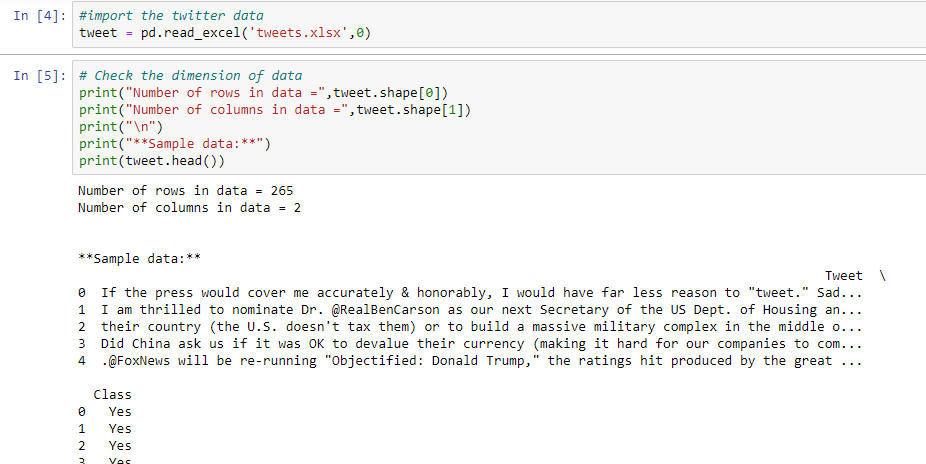 In [4]: #import the twitter data
tweet = pd.read_excel('tweets.xlsx',0)
In [5]: # Check the dimension of data
print("Number of rows in data =",tweet.shape[0])
print("Number of columns in data =",tweet.shape[1])
print("\n")
print("**Sample data:**")
print(tweet.head())
Number of rows in data = 265
Number of columns in data = 2
**Sample data:**
Tweet \
0 If the press would cover me accurately & honorably, I would have far less reason to "tweet." Sad...
1 I am thrilled to nominate Dr. @RealBenCarson as our next Secretary of the US Dept. of Housing an...
2 their country (the U.S. doesn't tax them) or to build a massive military complex in the middle o...
3 Did China ask us if it was OK to devalue their currency (making it hard for our companies to com...
4 .@FoxNews will be re-running "Objectified: Donald Trump," the ratings hit produced by the great ...
Class
0 Yes
1 Yes
2 Yes
3 Yes